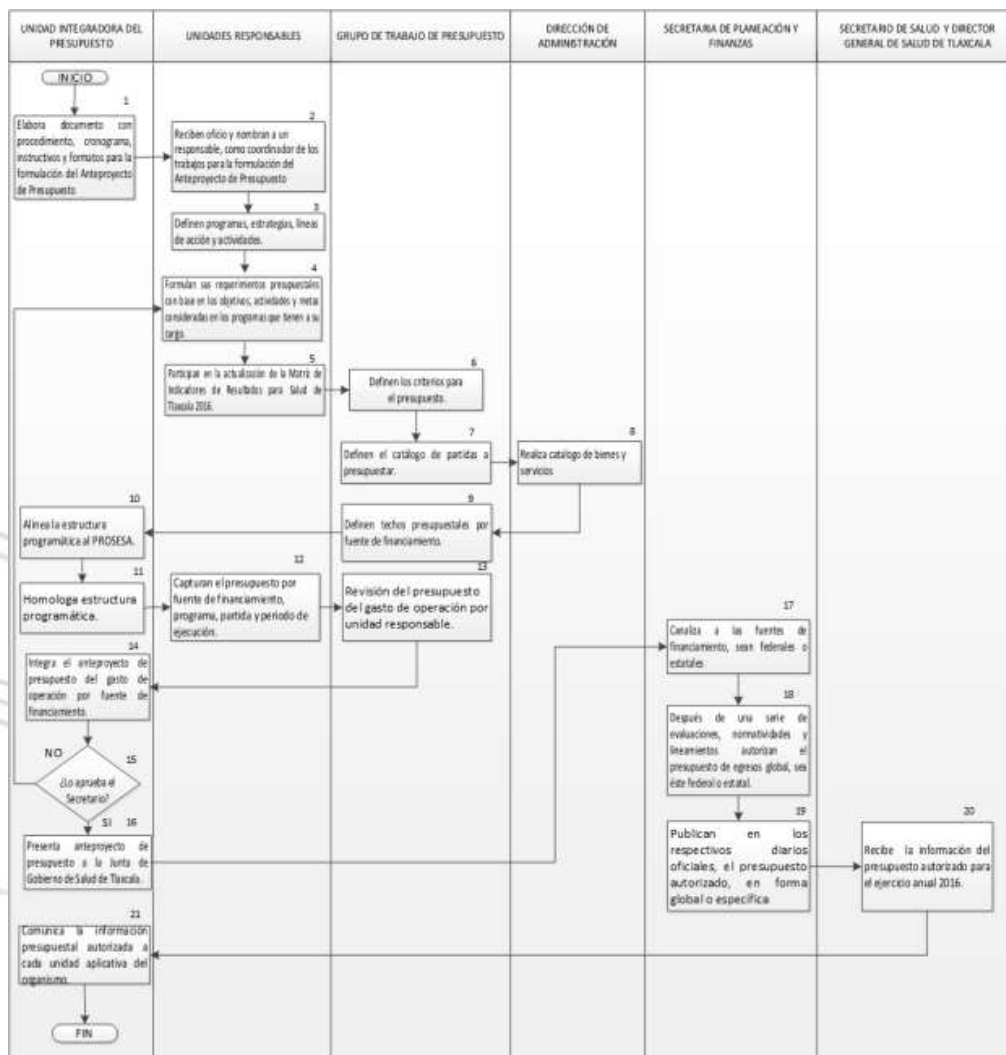 UNIDAD INTEGRADORA DEL
PRESUPUESTO
UNIDADES RESPONSABLES
GRUPO DE TRABAJO DE PRESUPUESTO
DIRECCIÓN DE
ADMINISTRACIÓN
SECRETARIA DE PLANEACIÓN Y
FINANZAS
SECRETARIO DE SALUD Y DIRECTOR
GENERAL DE SALUD DE TLAXCALA
INICIO
1
Elabora documento con
procedimiento, cronograma,
instructivos y formatos para la
formulación del Anteproyecto
de Presupuesto
2
Reciben oficio y nombran a un
responsable, como coordinador de los
trabajos para la formulación del
Anteproyecto de Presupuesto
3
Definen programas, estrategias, líneas
de acción y actividades.
4
Formulan sus requerimientos presupuestales
con base en los objetivos, actividades y metas
consideradas en los programas que tienen a su
cargo.
5
Participan en la actualización de la Matriz de
Indicadores de Resultados para Salud de
Tlaxcala 2016.
6
Definen los criterios para
el presupuesto.
7
Definen el catálogo de partidas a
presupuestar.
8
Realiza catalogo de bienes y
servicios
9
Definen techos presupuestales por
fuente de financiamiento.
10
Alinea la estructura
programática al PROSESA.
11
Homologa estructura
programática.
12
Capturan el presupuesto por
fuente de financiamiento,
programa, partida y periodo de
ejecución.
13
Revisión del presupuesto
del gasto de operación por
unidad responsable.
14
Integra el anteproyecto de
presupuesto del gasto de
operación por fuente de
financiamiento.
NO
15
¿Lo aprueba el
Secretario?
SI 16
Presenta anteproyecto de
presupuesto a la Junta de
Gobierno de Salud de Tlaxcala.
17
Canaliza a las fuentes de
financiamiento, sean federales o
estatales
18
Después de una serie de
evaluaciones, normatividades y
lineamientos autorizan el
presupuesto de egresos global, sea
éste federal o estatal.
19
Publican en los
respectivos diarios
oficiales, el presupuesto
autorizado, en forma
global o específica
20
Recibe la información del
presupuesto autorizado para
el ejercicio anual 2016.
21
Comunica la información
presupuestal autorizada a
cada unidad aplicativa del
organismo.
FIN